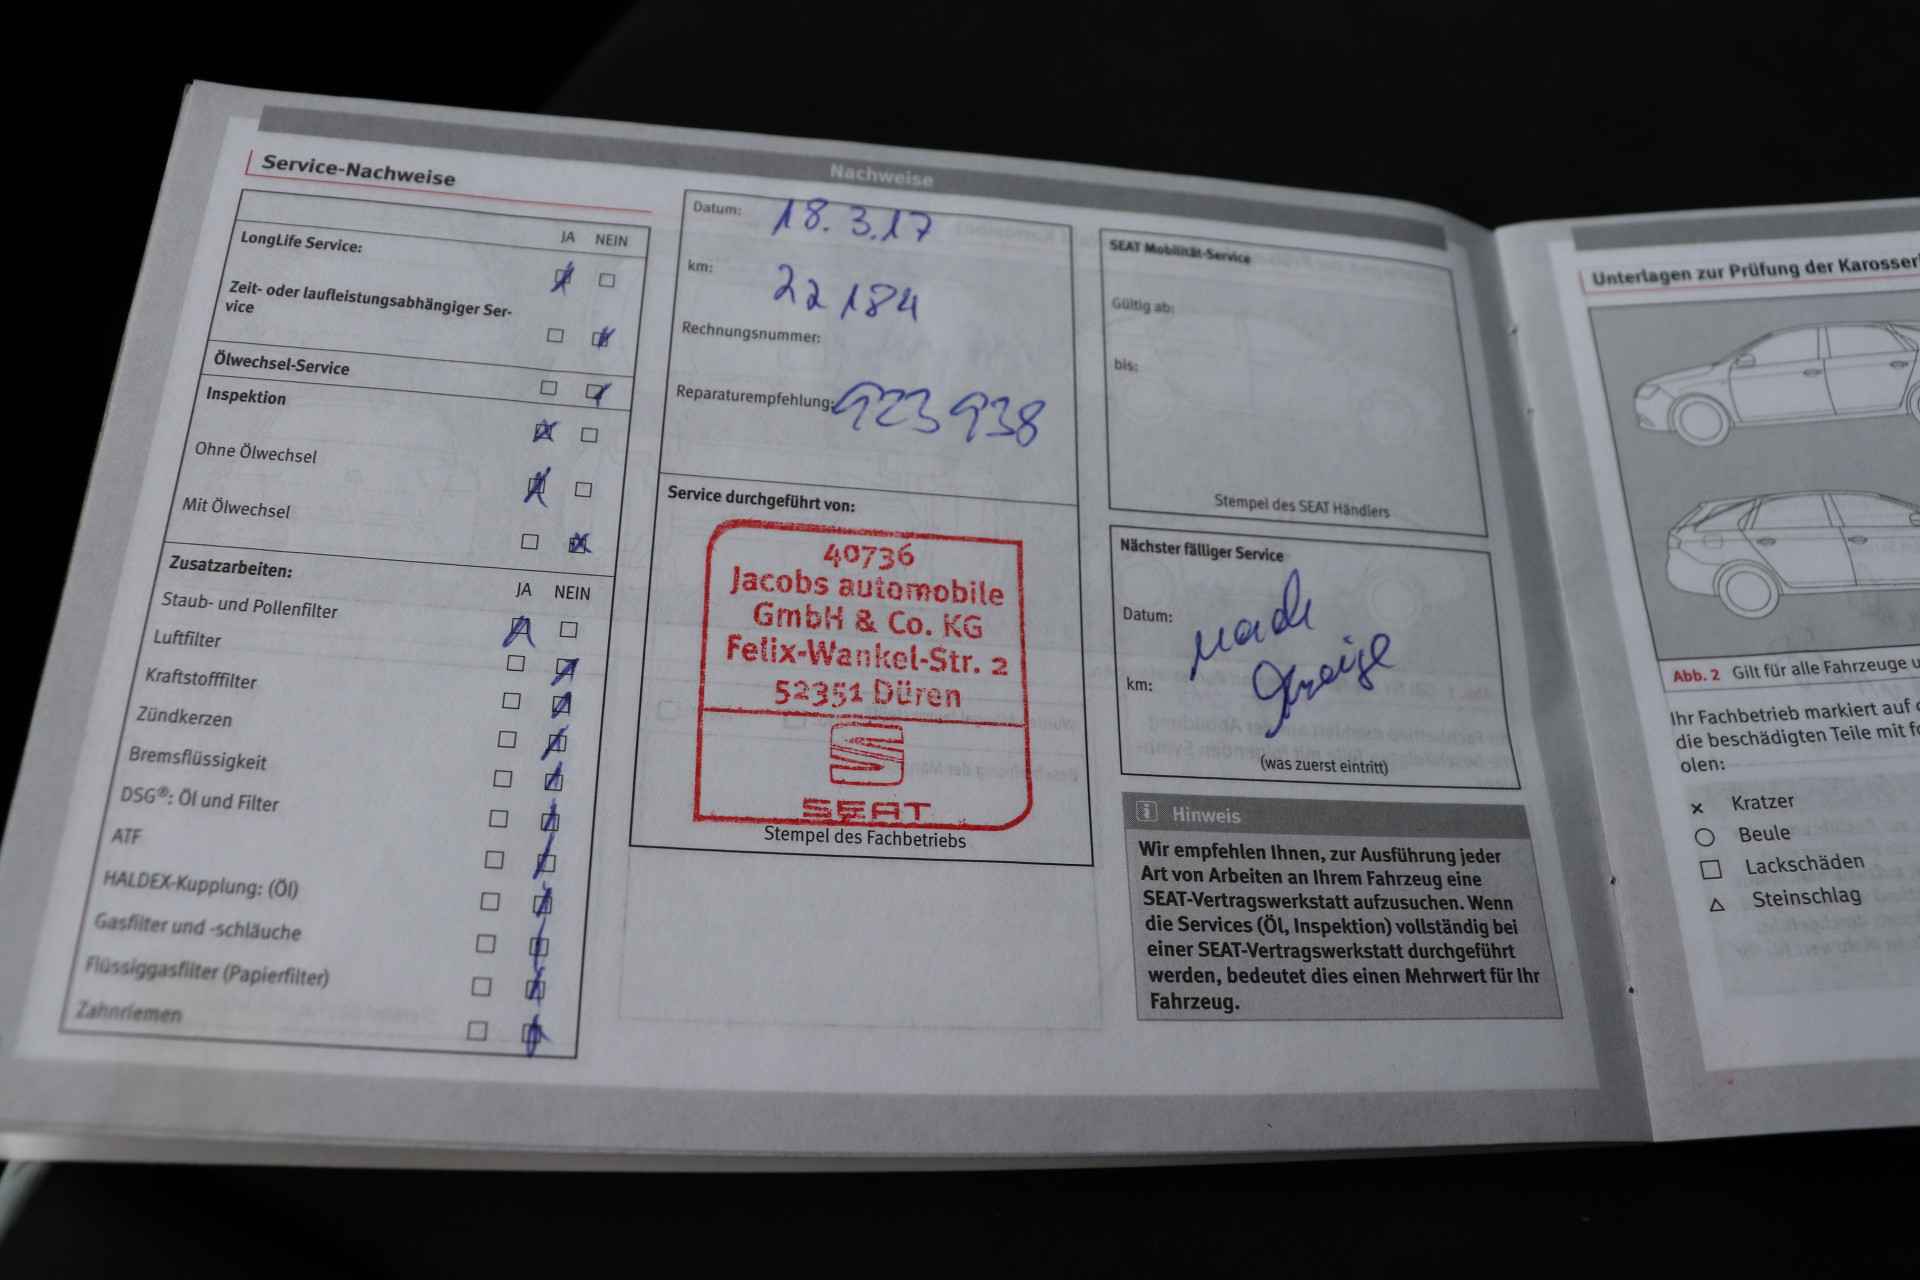 Nachweise
Service-Nachweise
JA NEIN
LongLife Service:
Zeit- oder laufleistungsabhängiger Ser-
vice
Ölwechsel-Service
Inspektion
Ohne Ölwechsel
Mit Ölwechsel
Zusatzarbeiten:
JA NEIN
Staub- und Pollenfilter
Luftfilter
Kraftstofffilter
Zündkerzen
Bremsflüssigkeit
DSG®: Öl und Filter
ATF
HALDEX-Kupplung: (Öl)
Gasfilter und -schläuche
Flüssiggasfilter (Papierfilter)
Zahnriemen
Datum: 18.3.17
km: 22184
Rechnungsnummer:
Reparaturempfehlung: 923938
Service durchgeführt von:
40736
Jacobs automobile
GmbH & Co. KG
Felix-Wankel-Str. 2
52351 Düren
SEAT
Stempel des Fachbetriebs
SEAT Mobilität-Service
Gültig ab:
bis:
Stempel des SEAT Händlers
Nächster fälliger Service
Datum: nach
km:
(was zuerst eintritt)
i Hinweis
Wir empfehlen Ihnen, zur Ausführung jeder
Art von Arbeiten an Ihrem Fahrzeug eine
SEAT-Vertragswerkstatt aufzusuchen. Wenn
die Services (Öl, Inspektion) vollständig bei
einer SEAT-Vertragswerkstatt durchgeführt
werden, bedeutet dies einen Mehrwert für Ihr
Fahrzeug.
Unterlagen zur Prüfung der
Abb. 2 Gilt für alle Fahrzeuge
Ihr Fachbetrieb markiert auf
die beschädigten Teile mit
olen:
Kratzer
Beule
Lackschäden
Steinschlag